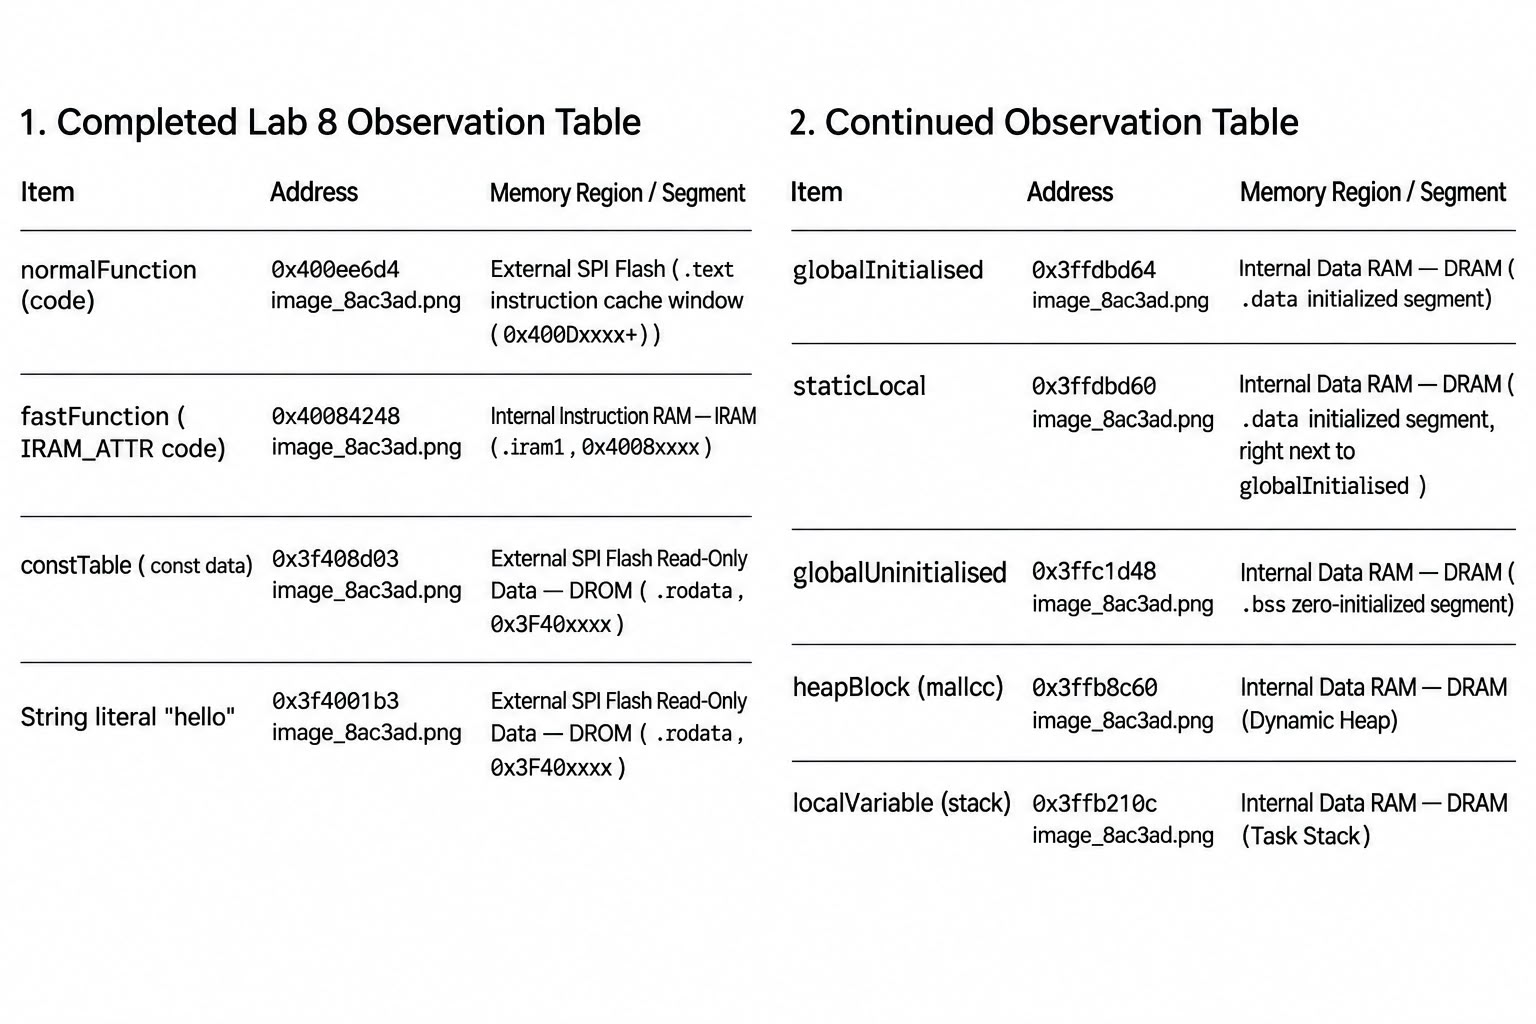 1. Completed Lab 8 Observation Table
Item Address Memory Region / Segment
normalFunction 0x400ee6d4 External SPI Flash ( .text
(code) image_8ac3ad.png instruction cache window
( 0x400Dxxxx+) )
fastFunction ( 0x40084248 Internal Instruction RAM — IRAM
IRAM_ATTR code) image_8ac3ad.png (.iram1 , 0x4008xxxx )
constTable ( const data) 0x3f408d03 External SPI Flash Read-Only
image_8ac3ad.png Data — DROM ( .rodata ,
0x3F40xxxx )
String literal "hello" 0x3f4001b3 External SPI Flash Read-Only
image_8ac3ad.png Data — DROM ( .rodata ,
0x3F40xxxx )
2. Continued Observation Table
Item Address Memory Region / Segment
globalInitialised 0x3ffdbd64 Internal Data RAM — DRAM (
image_8ac3ad.png .data initialized segment)
staticLocal 0x3ffdbd60 Internal Data RAM — DRAM (
image_8ac3ad.png .data initialized segment,
right next to
globalInitialised )
globalUninitialised 0x3ffc1d48 Internal Data RAM — DRAM (
image_8ac3ad.png .bss zero-initialized segment)
heapBlock (mallcc) 0x3ffb8c60 Internal Data RAM — DRAM
image_8ac3ad.png (Dynamic Heap)
localVariable (stack) 0x3ffb210c Internal Data RAM — DRAM
image_8ac3ad.png (Task Stack)